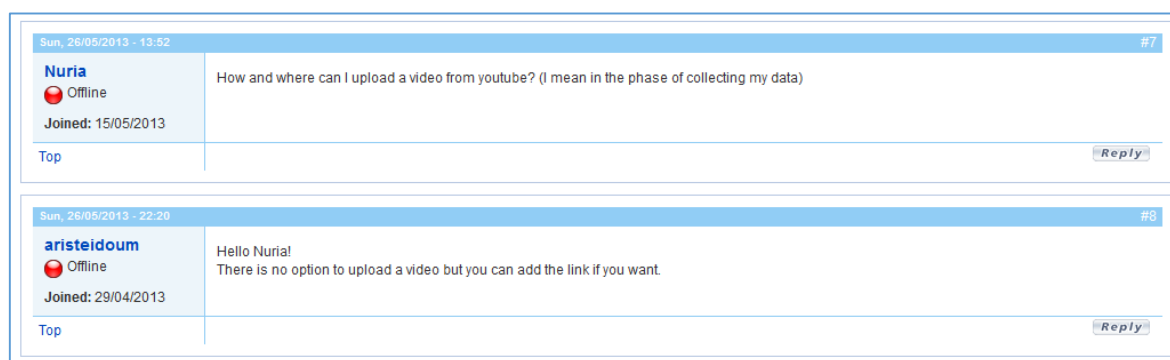 Sun, 26/05/2013 - 13:52 #7
Nuria
Offline
Joined: 15/05/2013
How and where can I upload a video from youtube? (I mean in the phase of collecting my data)
Top
Reply
Sun, 26/05/2013 - 22:20 #8
aristeidoum
Offline
Joined: 29/04/2013
Hello Nuria!
There is no option to upload a video but you can add the link if you want.
Top
Reply